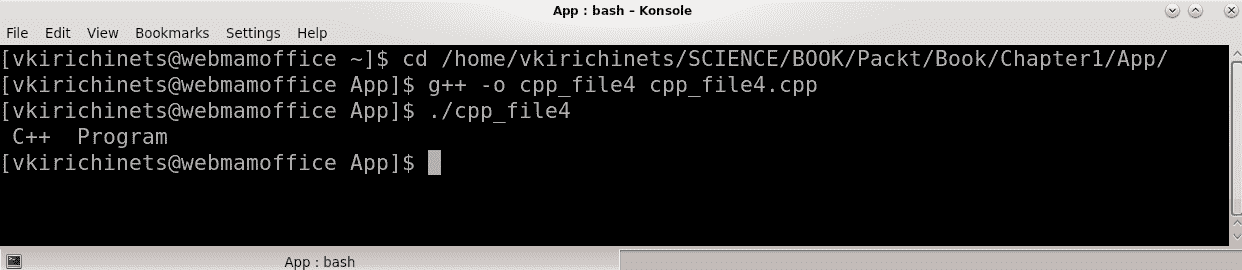 App : bash – Konsole
File Edit View Bookmarks Settings Help
[vkirichinets@webmamoffice ~]$ cd /home/vkirichinets/SCIENCE/BOOK/Packt/Book/Chapter1/App/
[vkirichinets@webmamoffice App]$ g++ -o cpp_file4 cpp_file4.cpp
[vkirichinets@webmamoffice App]$ ./cpp_file4
 C++  Program
[vkirichinets@webmamoffice App]$
App : bash